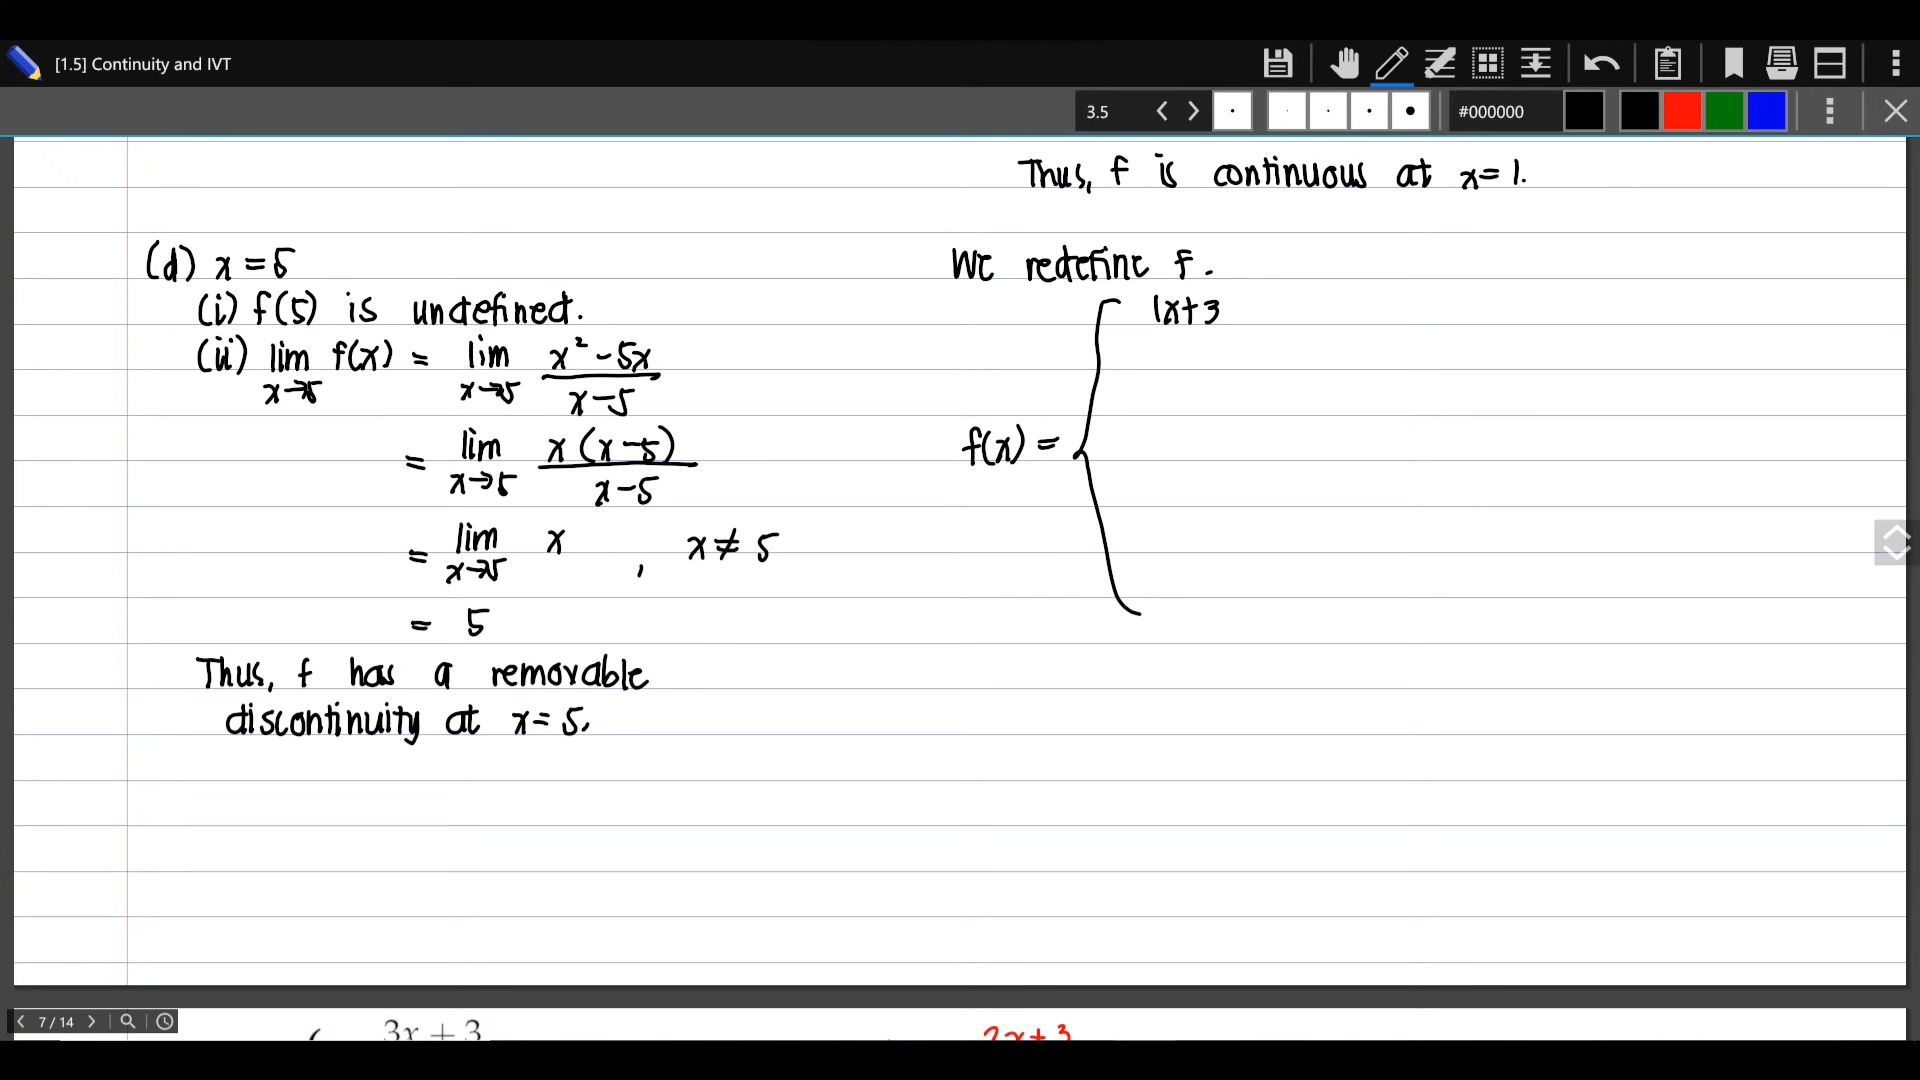 [1.5] Continuity and IVT
3.5
#000000
Thus, f is continuous at x = 1.
(d) x = 5
(i) f(5) is undefined.
(ii) lim x→5 f(x) = lim x→5 x² - 5x / x - 5
= lim x→5 x(x - 5) / x - 5
= lim x→5 x , x ≠ 5
= 5
Thus, f has a removable
discontinuity at x = 5.
We redefine f.
|x + 3
f(x) = {
7 / 14
3x + 3